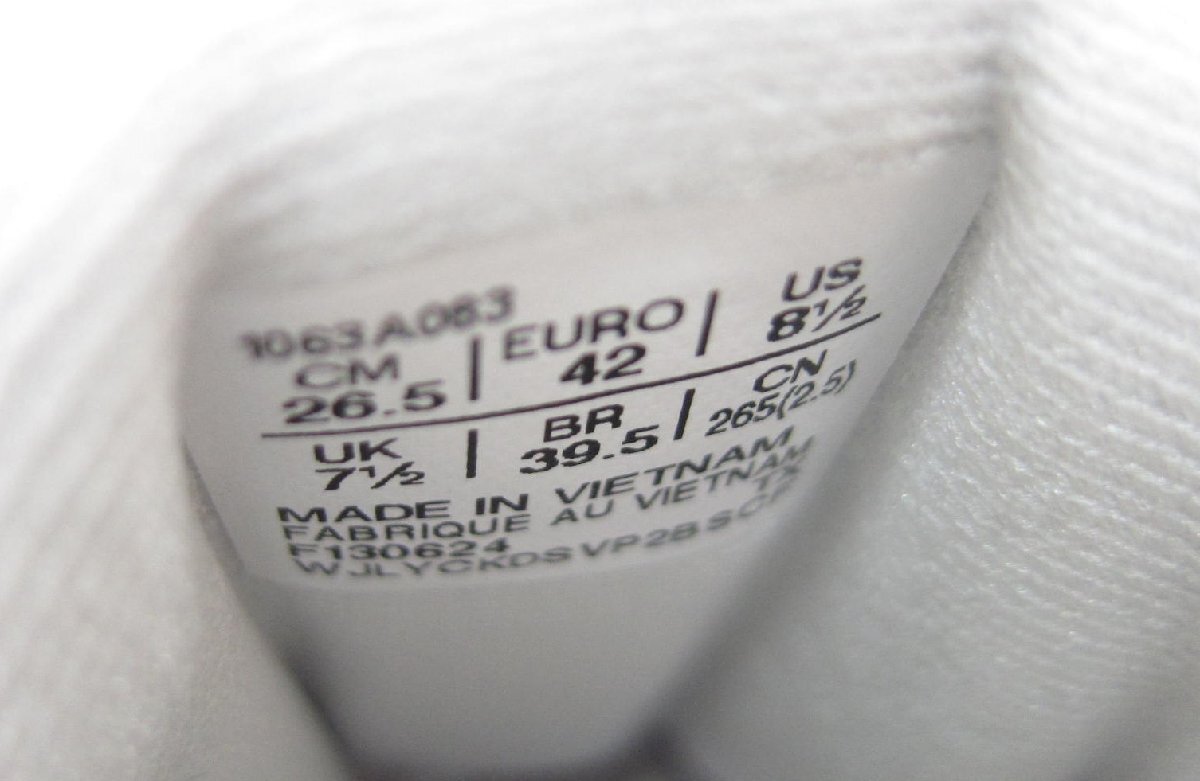 1063A063
CM | EURO | US
26.5 | 42 | 8½
UK | BR | CN
7½ | 39.5 | 265(2.5)
MADE IN VIETNAM
FABRIQUE AU VIETNAM
F130624 TX
WJLYCKDSVP2B